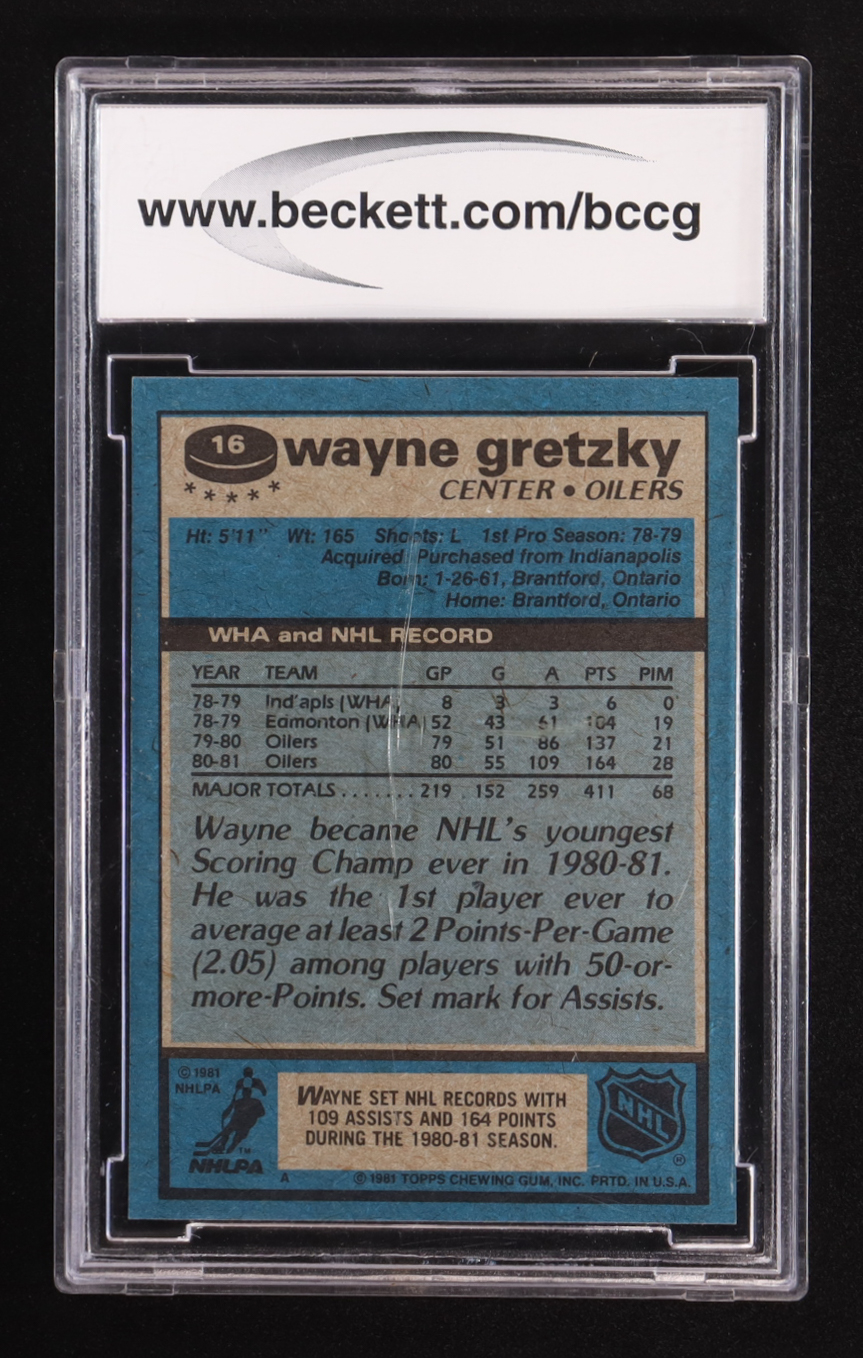 www.beckett.com/bccg
16 wayne gretzky
CENTER • OILERS
Ht: 5'11" Wt: 165 Shoots: L 1st Pro Season: 78-79
Acquired: Purchased from Indianapolis
Born: 1-26-61, Brantford, Ontario
Home: Brantford, Ontario
WHA and NHL RECORD
YEAR TEAM GP G A PTS PIM
78-79 Ind'apls (WHA) 8 3 3 6 0
78-79 Edmonton (WHA) 52 43 61 104 19
79-80 Oilers 79 51 86 137 21
80-81 Oilers 80 55 109 164 28
MAJOR TOTALS.......219 152 259 411 68
Wayne became NHL's youngest
Scoring Champ ever in 1980-81.
He was the 1st player ever to
average at least 2 Points-Per-Game
(2.05) among players with 50-or-
more-Points. Set mark for Assists.
© 1981
NHLPA
TM
NHLPA
WAYNE SET NHL RECORDS WITH
109 ASSISTS AND 164 POINTS
DURING THE 1980-81 SEASON.
NHL
®
A © 1981 TOPPS CHEWING GUM, INC. PRTD. IN U.S.A.